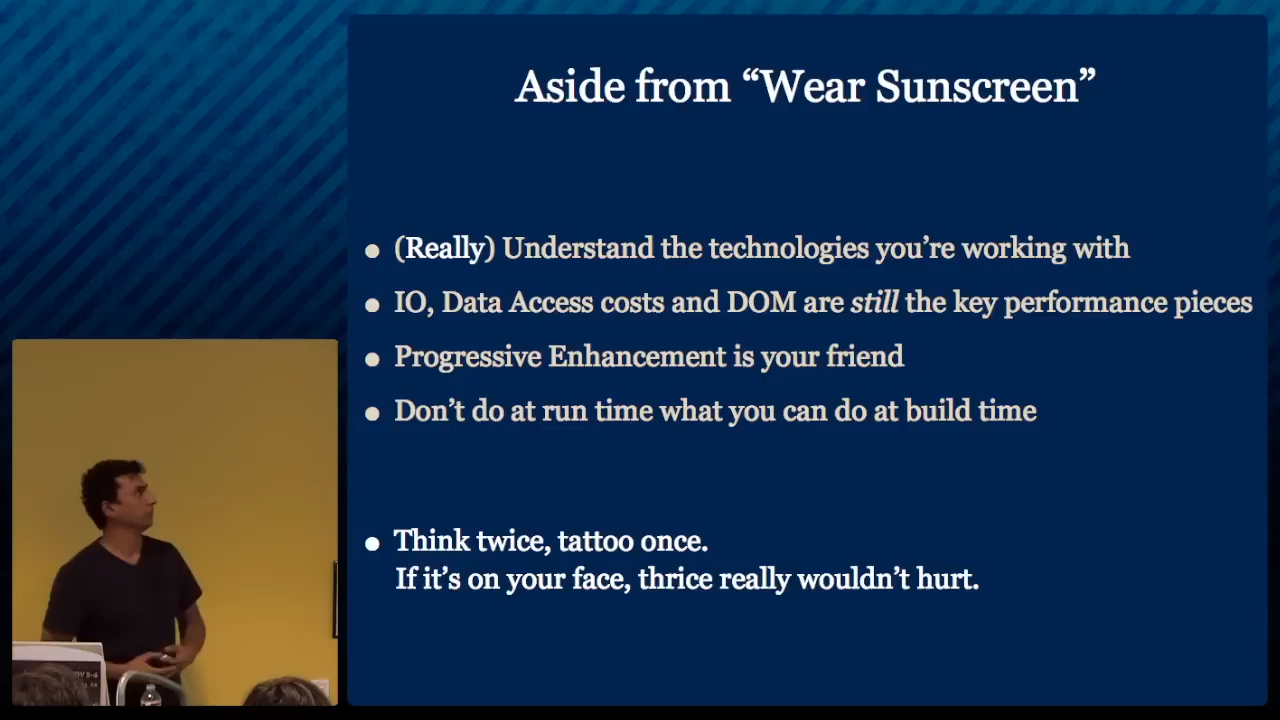 Aside from “Wear Sunscreen”
• (Really) Understand the technologies you’re working with
• IO, Data Access costs and DOM are still the key performance pieces
• Progressive Enhancement is your friend
• Don’t do at run time what you can do at build time
• Think twice, tattoo once.
If it’s on your face, thrice really wouldn’t hurt.